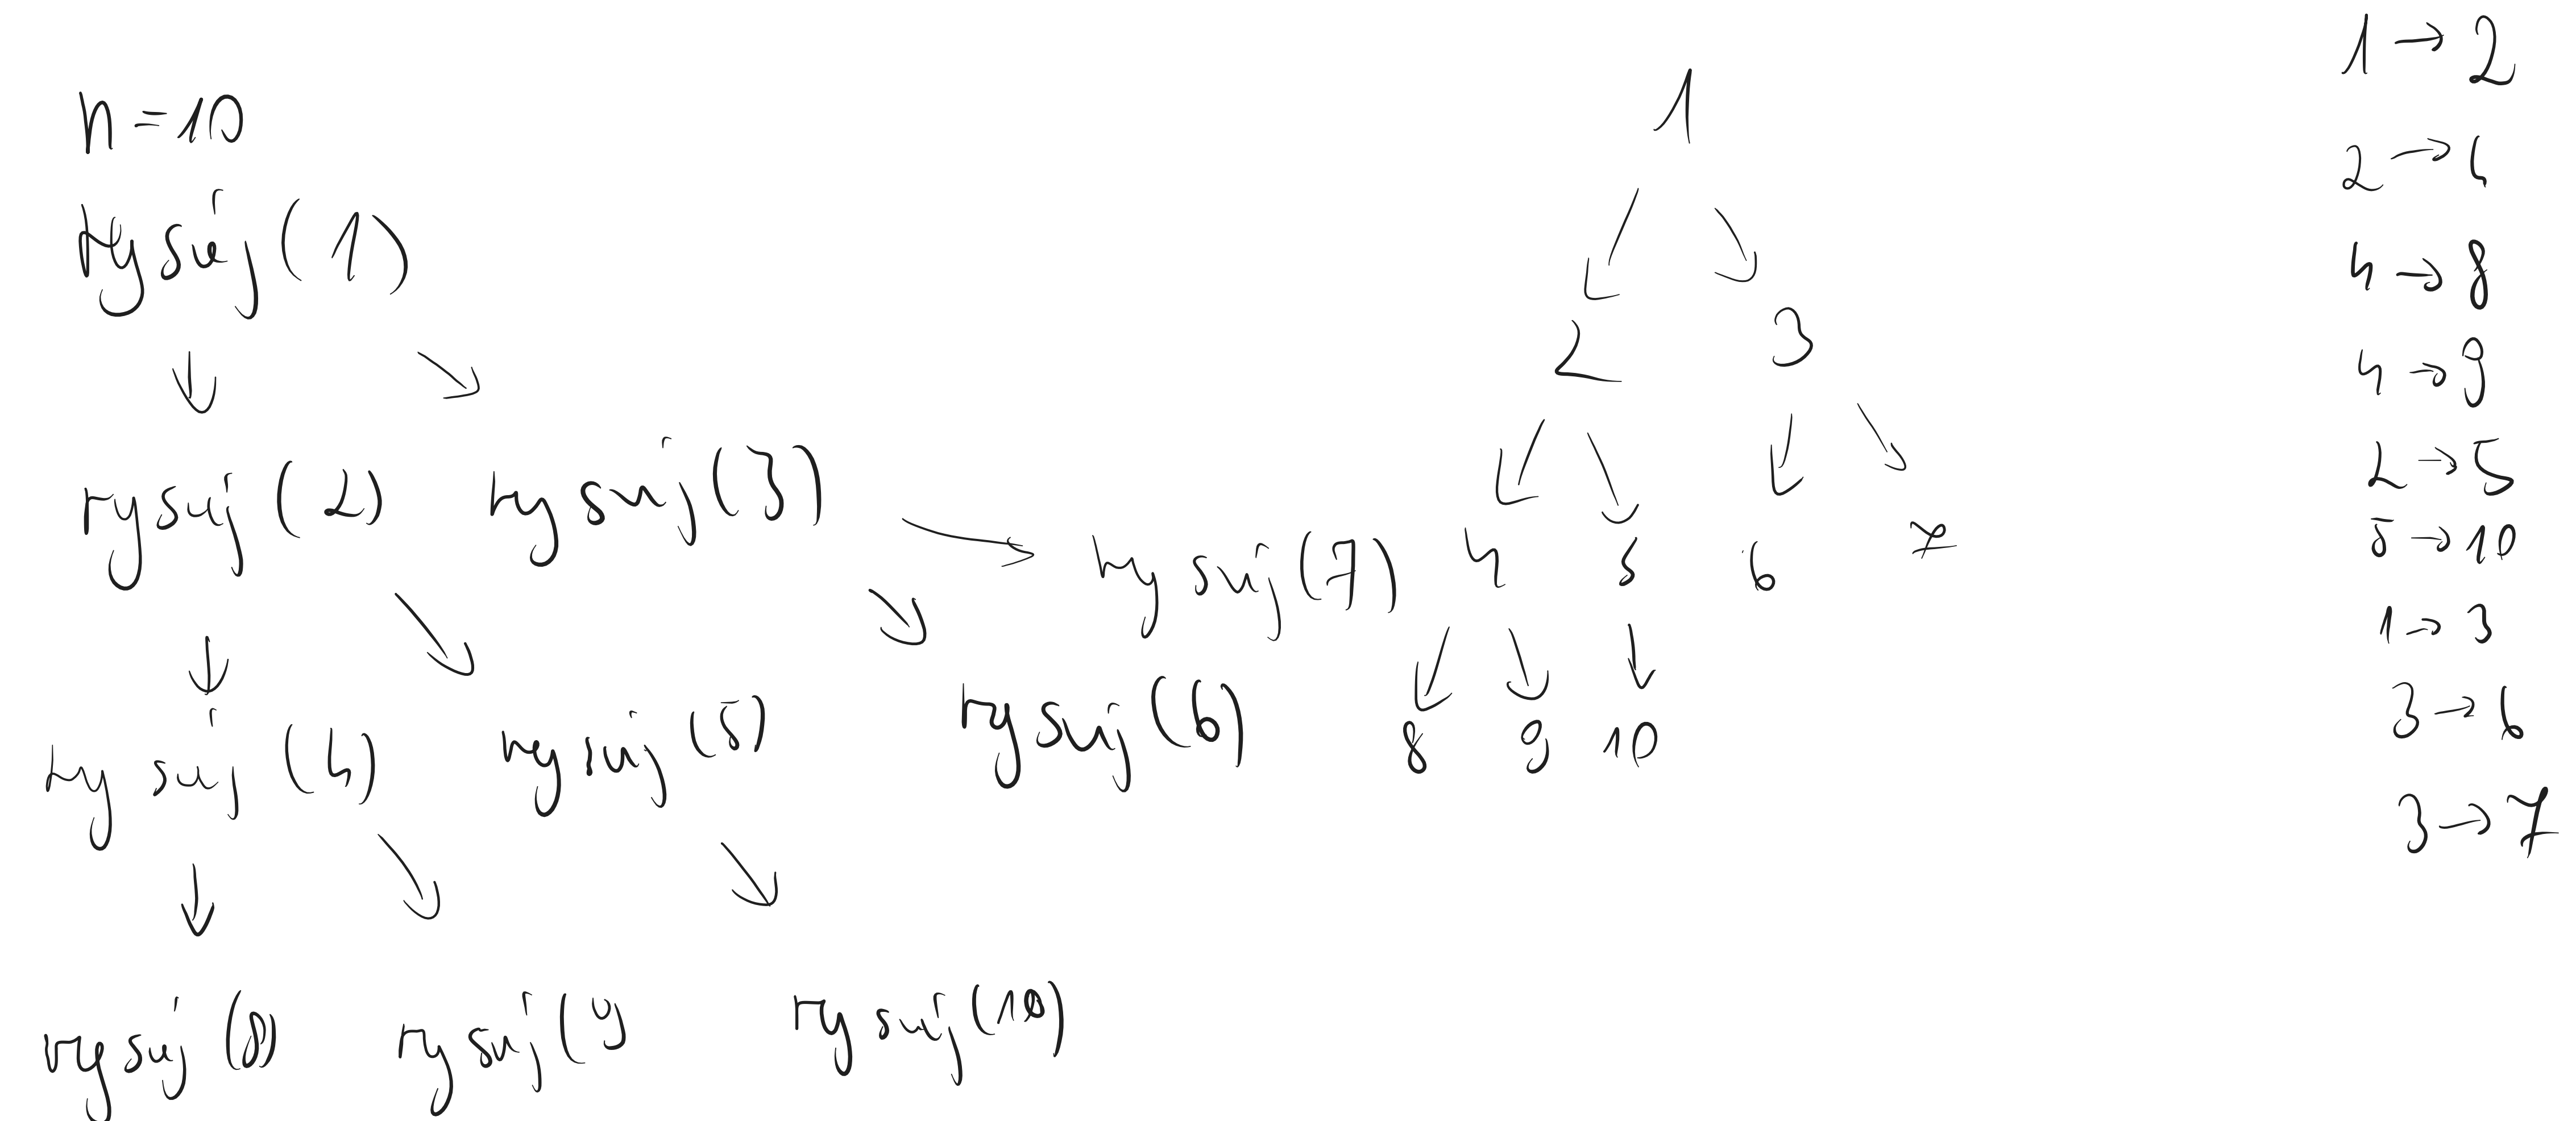 n=10
rysuj(1)
rysuj(2) rysuj(3)
rysuj(7)
rysuj(4) rysuj(5) rysuj(6)
rysuj(8) rysuj(9 rysuj(10)
1
2 3
4 5 6 7
8 9 10
1→2
2→4
4→8
4→9
2→5
5→10
1→3
3→6
3→7